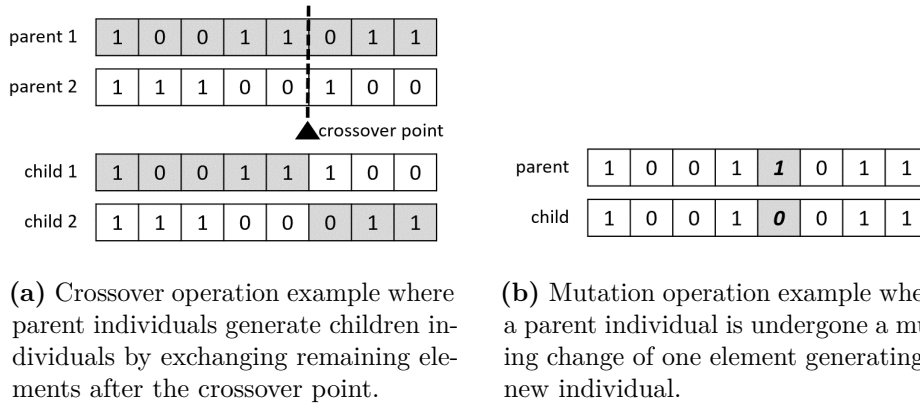 parent 1 1 0 0 1 1 0 1 1
parent 2 1 1 1 0 0 1 0 0
crossover point
child 1 1 0 0 1 1 1 0 0
child 2 1 1 1 0 0 0 1 1
(a) Crossover operation example where
parent individuals generate children in-
dividuals by exchanging remaining ele-
ments after the crossover point.
parent 1 0 0 1 1 0 1 1
child 1 0 0 1 0 0 1 1
(b) Mutation operation example whe
a parent individual is undergone a mu
ing change of one element generating
new individual.